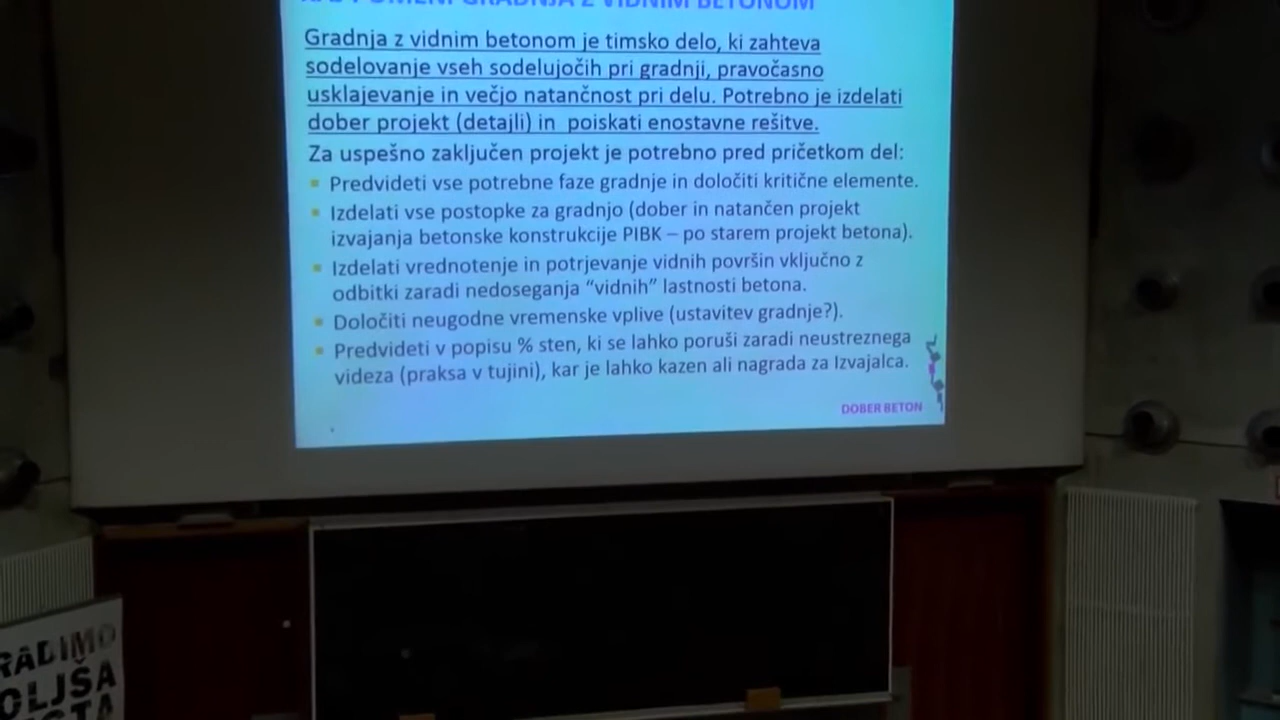 GRADNJA Z VIDNIM BETONOM
Gradnja z vidnim betonom je timsko delo, ki zahteva
sodelovanje vseh sodelujočih pri gradnji, pravočasno
usklajevanje in večjo natančnost pri delu. Potrebno je izdelati
dober projekt (detajli) in poiskati enostavne rešitve.
Za uspešno zaključen projekt je potrebno pred pričetkom del:
Predvideti vse potrebne faze gradnje in določiti kritične elemente.
Izdelati vse postopke za gradnjo (dober in natančen projekt
izvajanja betonske konstrukcije PIBK – po starem projekt betona).
Izdelati vrednotenje in potrjevanje vidnih površin vključno z
odbitki zaradi nedoseganja “vidnih” lastnosti betona.
Določiti neugodne vremenske vplive (ustavitev gradnje?).
Predvideti v popisu % sten, ki se lahko poruši zaradi neustreznega
videza (praksa v tujini), kar je lahko kazen ali nagrada za Izvajalca.
DOBER BETON
RADIMO
OLJŠA